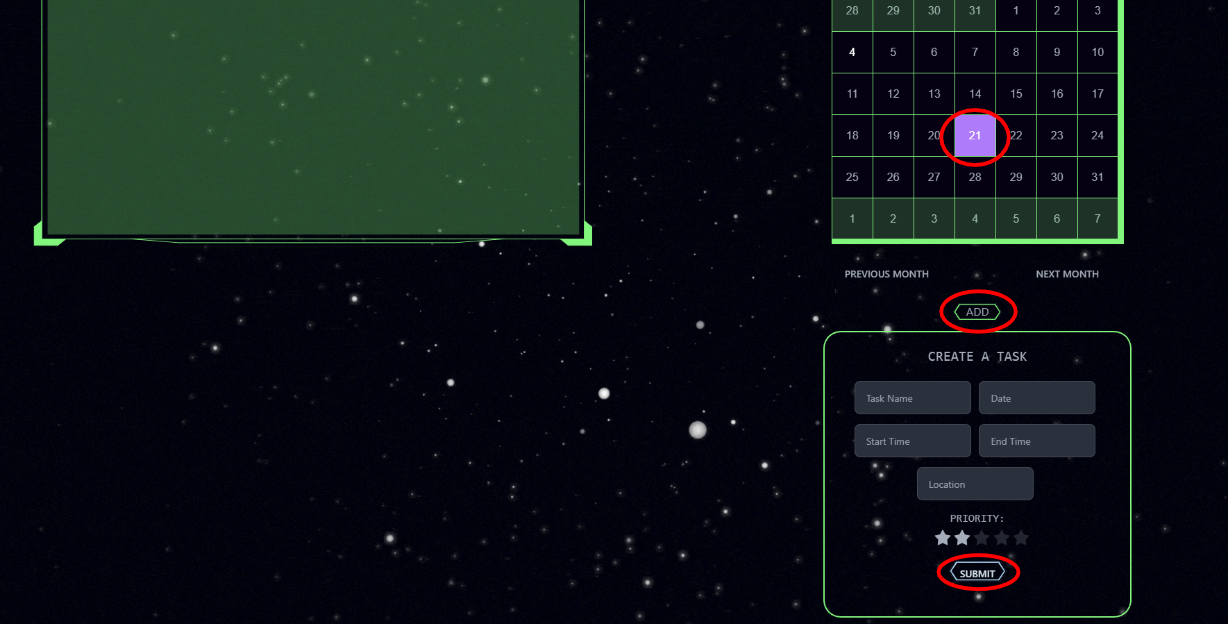 28 29 30 31 1 2 3
4 5 6 7 8 9 10
11 12 13 14 15 16 17
18 19 20 21 22 23 24
25 26 27 28 29 30 31
1 2 3 4 5 6 7
PREVIOUS MONTH NEXT MONTH
ADD
CREATE A TASK
Task Name Date
Start Time End Time
Location
PRIORITY:
SUBMIT